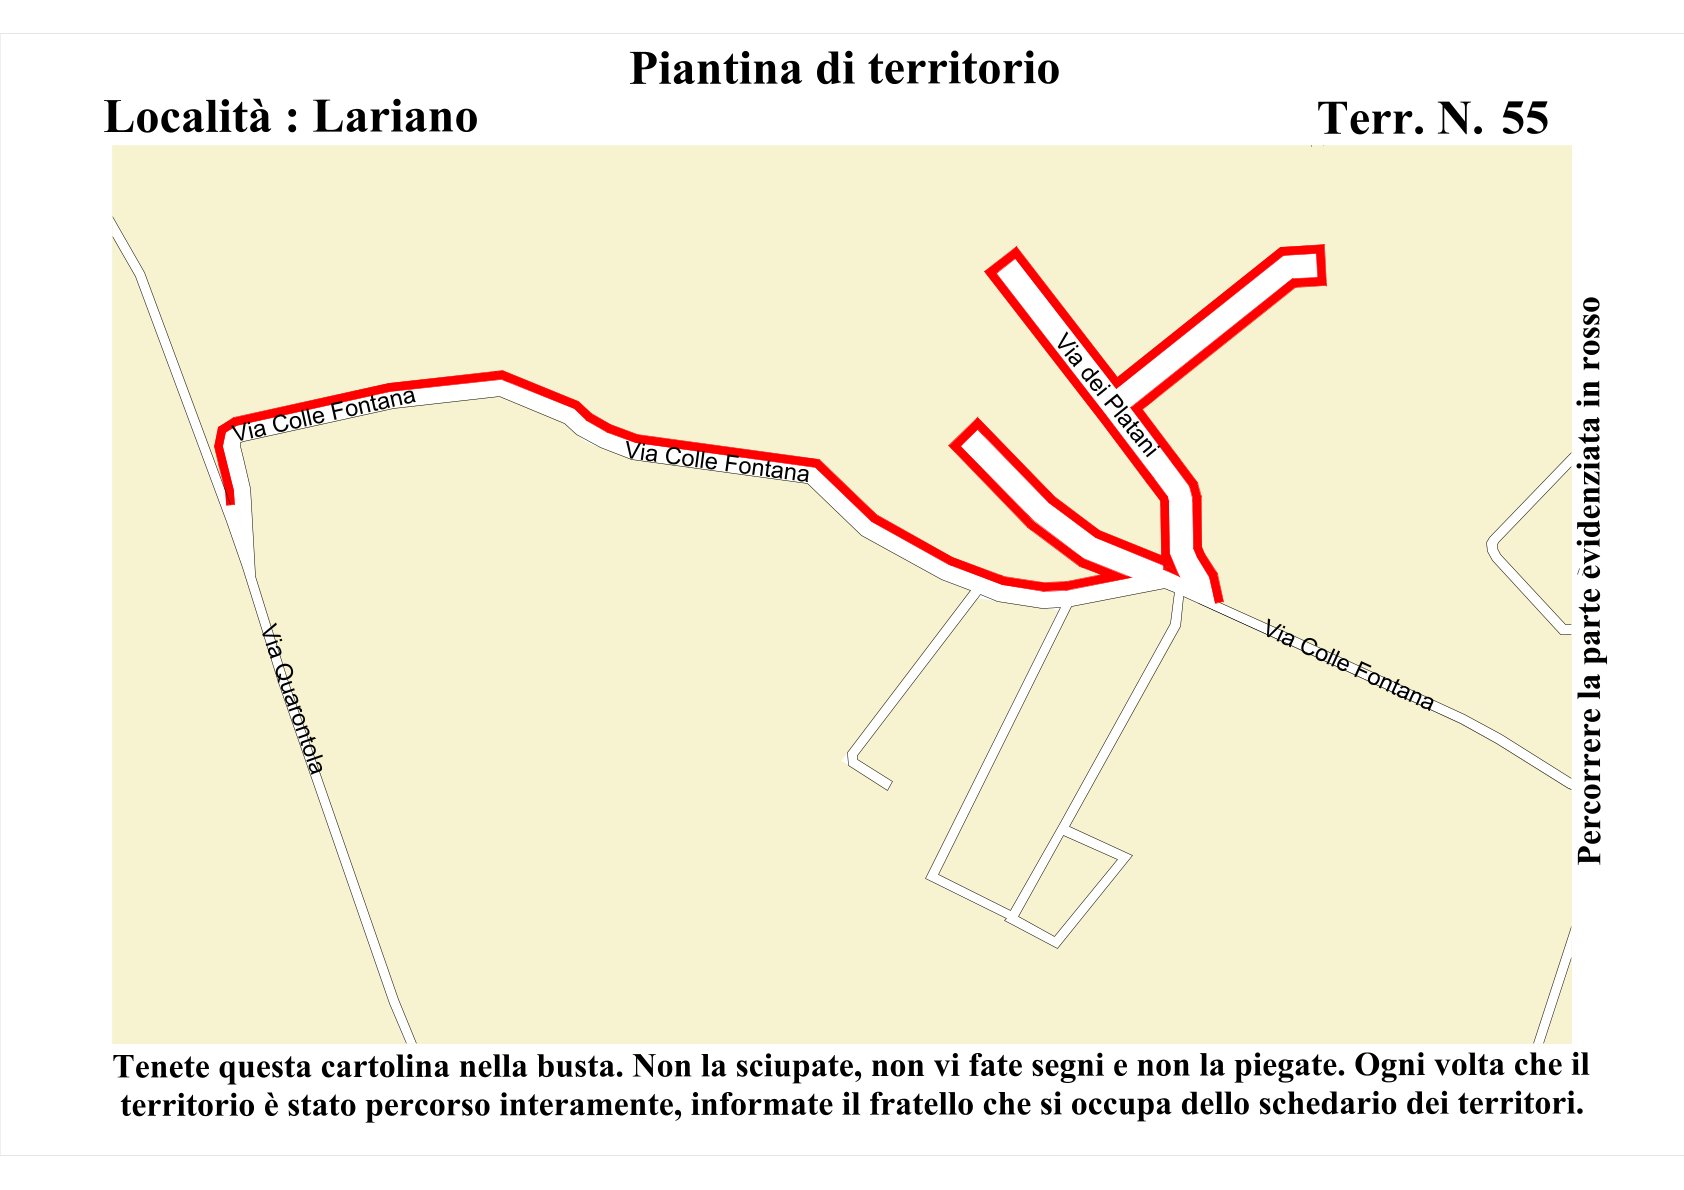 Piantina di territorio
Località : Lariano
Terr. N. 55
Via Colle Fontana
Via Colle Fontana
Via dei Platani
Via Colle Fontana
Via Quarontola
Percorrere la parte evidenziata in rosso
Tenete questa cartolina nella busta. Non la sciupate, non vi fate segni e non la piegate. Ogni volta che il
territorio è stato percorso interamente, informate il fratello che si occupa dello schedario dei territori.